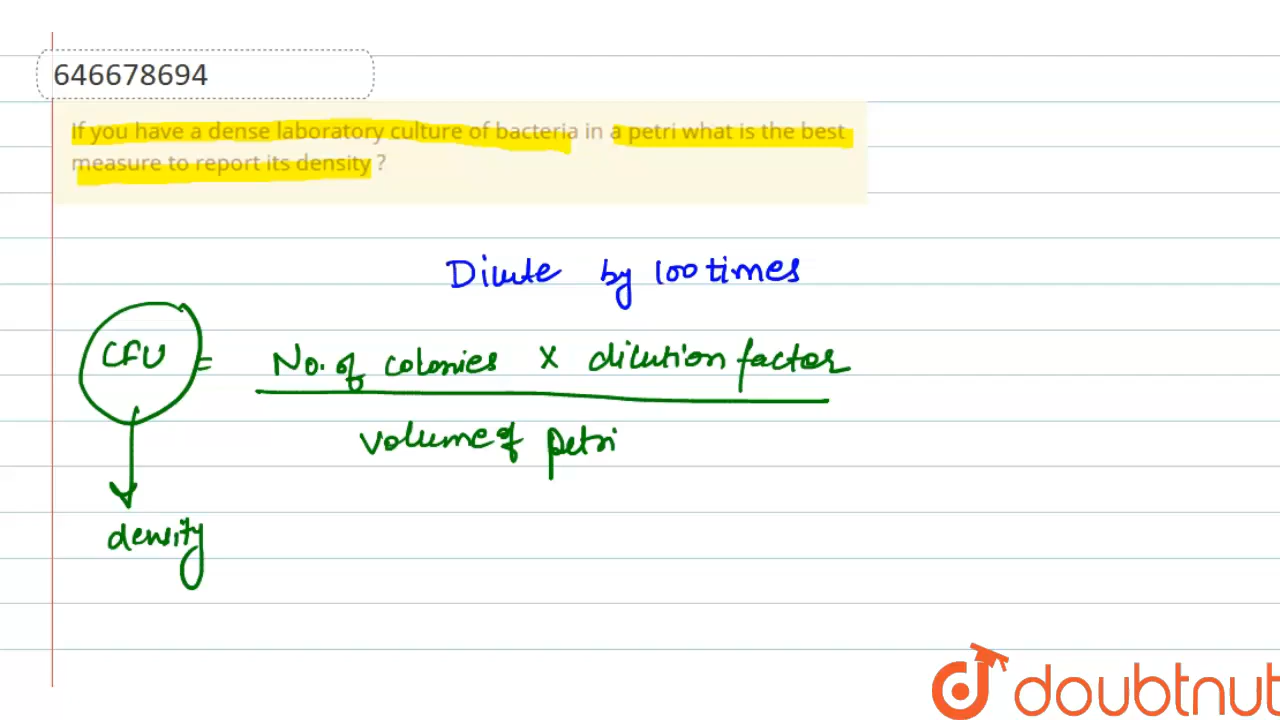 646678694
If you have a dense laboratory culture of bacteria in a petri what is the best
measure to report its density ?
Dilute by 100 times
CFU = No. of colonies x dilution factor
volume of petri
density
doubtnut